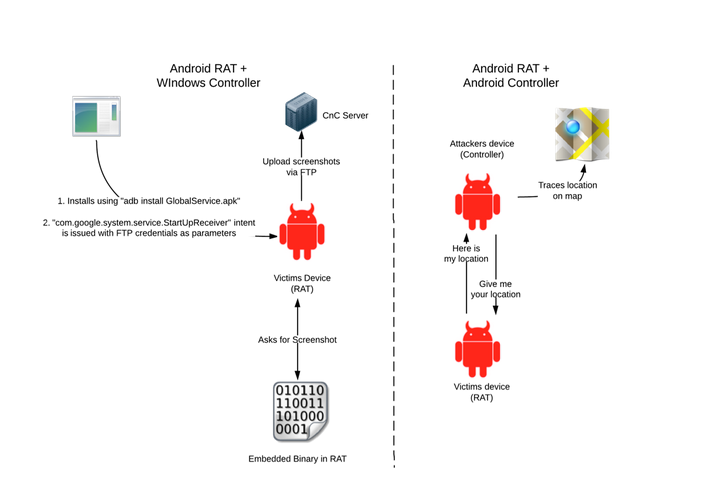 Android RAT +
WIndows Controller
CnC Server
Upload screenshots
via FTP
1. Installs using "adb install GlobalService.apk"
2. "com.google.system.service.StartUpReceiver" intent
is issued with FTP credentials as parameters
Victims Device
(RAT)
Asks for Screenshot
010110
110011
101000
0001
Embedded Binary in RAT
Android RAT +
Android Controller
Attackers device
(Controller)
Traces location
on map
Here is
my location
Give me
your location
Victims device
(RAT)